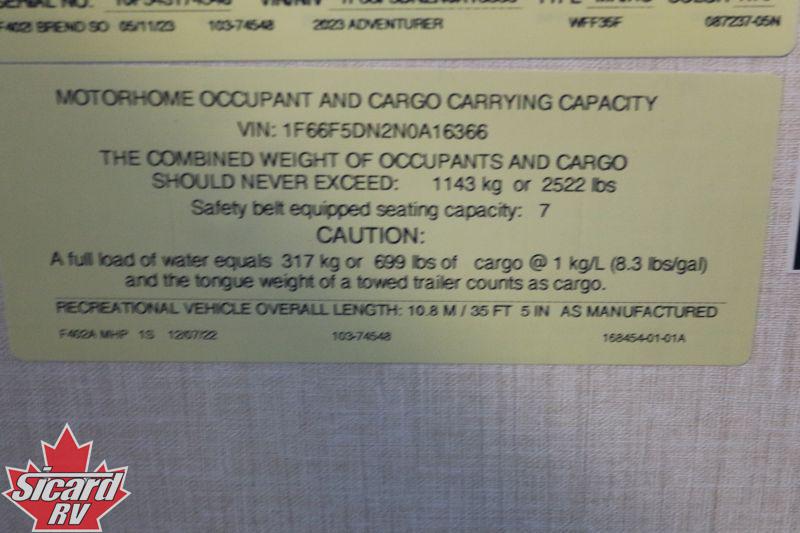 F402I BREND SO 05/11/23 103-74548 2023 ADVENTURER WFF35F 087237-05N
MOTORHOME OCCUPANT AND CARGO CARRYING CAPACITY
VIN: 1F66F5DN2N0A16366
THE COMBINED WEIGHT OF OCCUPANTS AND CARGO
SHOULD NEVER EXCEED: 1143 kg or 2522 lbs
Safety belt equipped seating capacity: 7
CAUTION:
A full load of water equals 317 kg or 699 lbs of cargo @ 1 kg/L (8.3 lbs/gal)
and the tongue weight of a towed trailer counts as cargo.
RECREATIONAL VEHICLE OVERALL LENGTH: 10.8 M / 35 FT 5 IN AS MANUFACTURED
F402A MHP 1S 12/07/22 103-74548 168454-01-01A
Sicard
RV